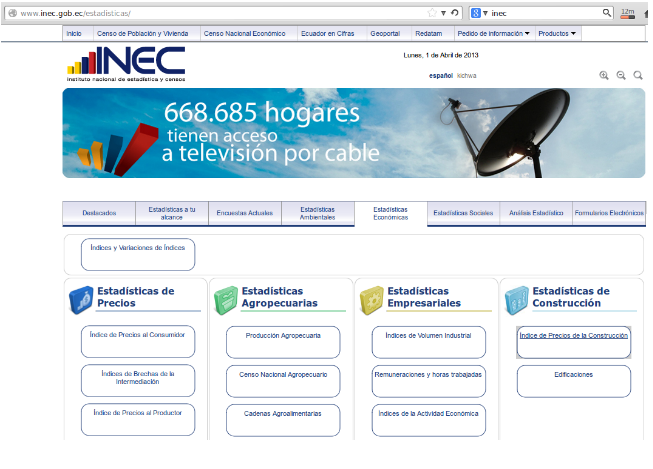 www.inec.gob.ec/estadisticas/
inec
12m
Inicio
Censo de Población y Vivienda
Censo Nacional Económico
Ecuador en Cifras
Geoportal
Redatam
Pedido de información
Productos
INEC
instituto nacional de estadística y censos
Lunes, 1 de Abril de 2013
español kichwa
668.685 hogares
tienen acceso
a televisión por cable
Destacados
Estadísticas a tu
alcance
Encuestas Actuales
Estadísticas
Ambientales
Estadísticas
Económicas
Estadísticas Sociales
Análisis Estadístico
Formularios Electrónicos
Índices y Variaciones de Índices
Estadísticas de
Precios
Índice de Precios al Consumidor
Índices de Brechas de la
Intermediación
Índice de Precios al Productor
Estadísticas
Agropecuarias
Producción Agropecuaria
Censo Nacional Agropecuario
Cadenas Agroalimentarias
Estadísticas
Empresariales
Índices de Volumen Industrial
Remuneraciones y horas trabajadas
Índices de la Actividad Económica
Estadísticas de
Construcción
Índice de Precios de la Construcción
Edificaciones